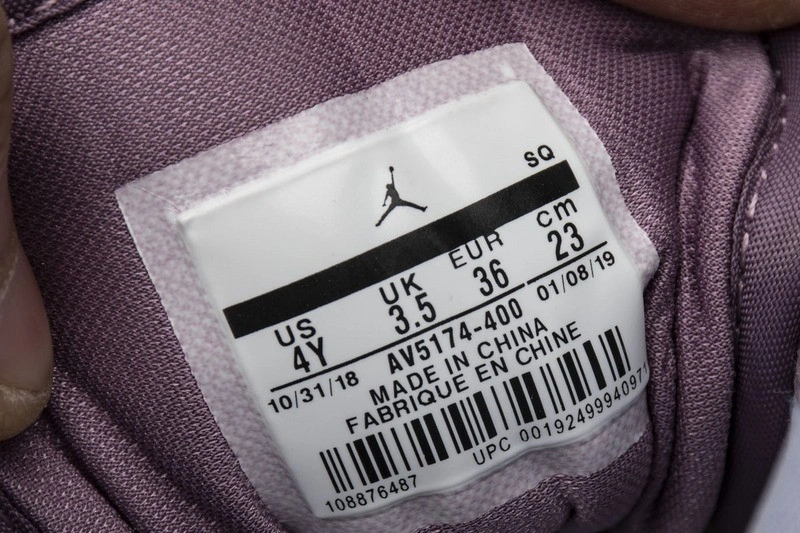 SQ
US UK EUR cm
4Y 3.5 36 23
10/31/18 AV5174-400 01/08/19
MADE IN CHINA
FABRIQUE EN CHINE
108876487 UPC 00192499940971